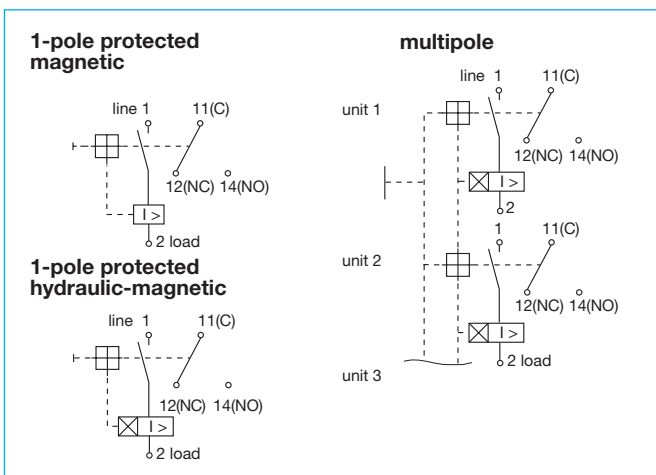 1-pole protected
magnetic
line 1
11(C)
12(NC)
14(NO)
I >
2 load
1-pole protected
hydraulic-magnetic
line 1
11(C)
12(NC)
14(NO)
I >
2 load
multipole
line 1
11(C)
unit 1
12(NC) 14(NO)
I >
2
1
11(C)
unit 2
12(NC) 14(NO)
I >
2 load
unit 3